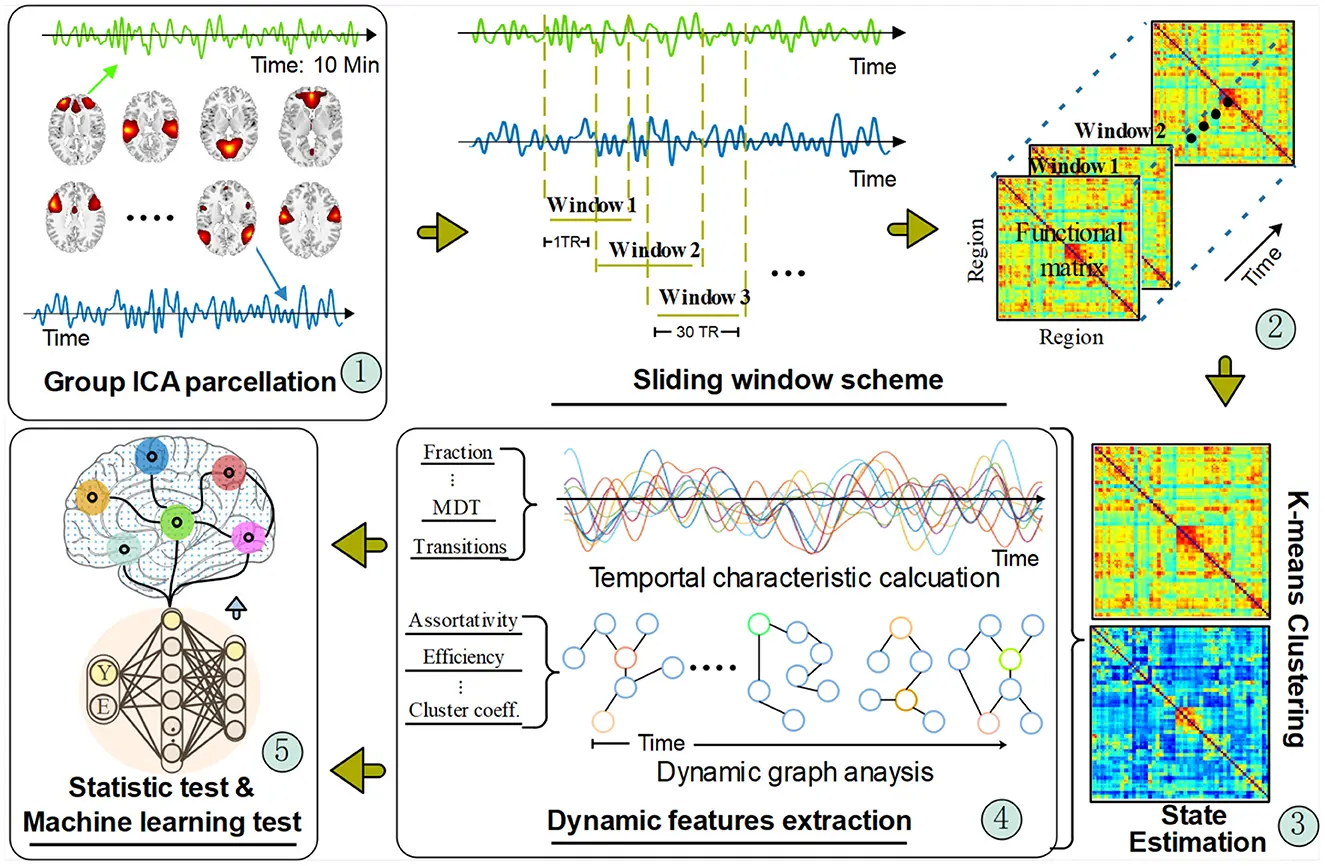 Time: 10 Min
Time
1
Group ICA parcellation
Time
Time
Window 1
1TR
Window 2
Window 3
30 TR
Sliding window scheme
Window 2
Window 1
Functional
matrix
Region
Region
Time
2
K-means Clustering
State
Estimation
3
Fraction
MDT
Transitions
Time
Temportal characteristic calcuation
Assortativity
Efficiency
Cluster coeff.
Time
Dynamic graph anaysis
Dynamic features extraction
4
Y
E
5
Statistic test &
Machine learning test